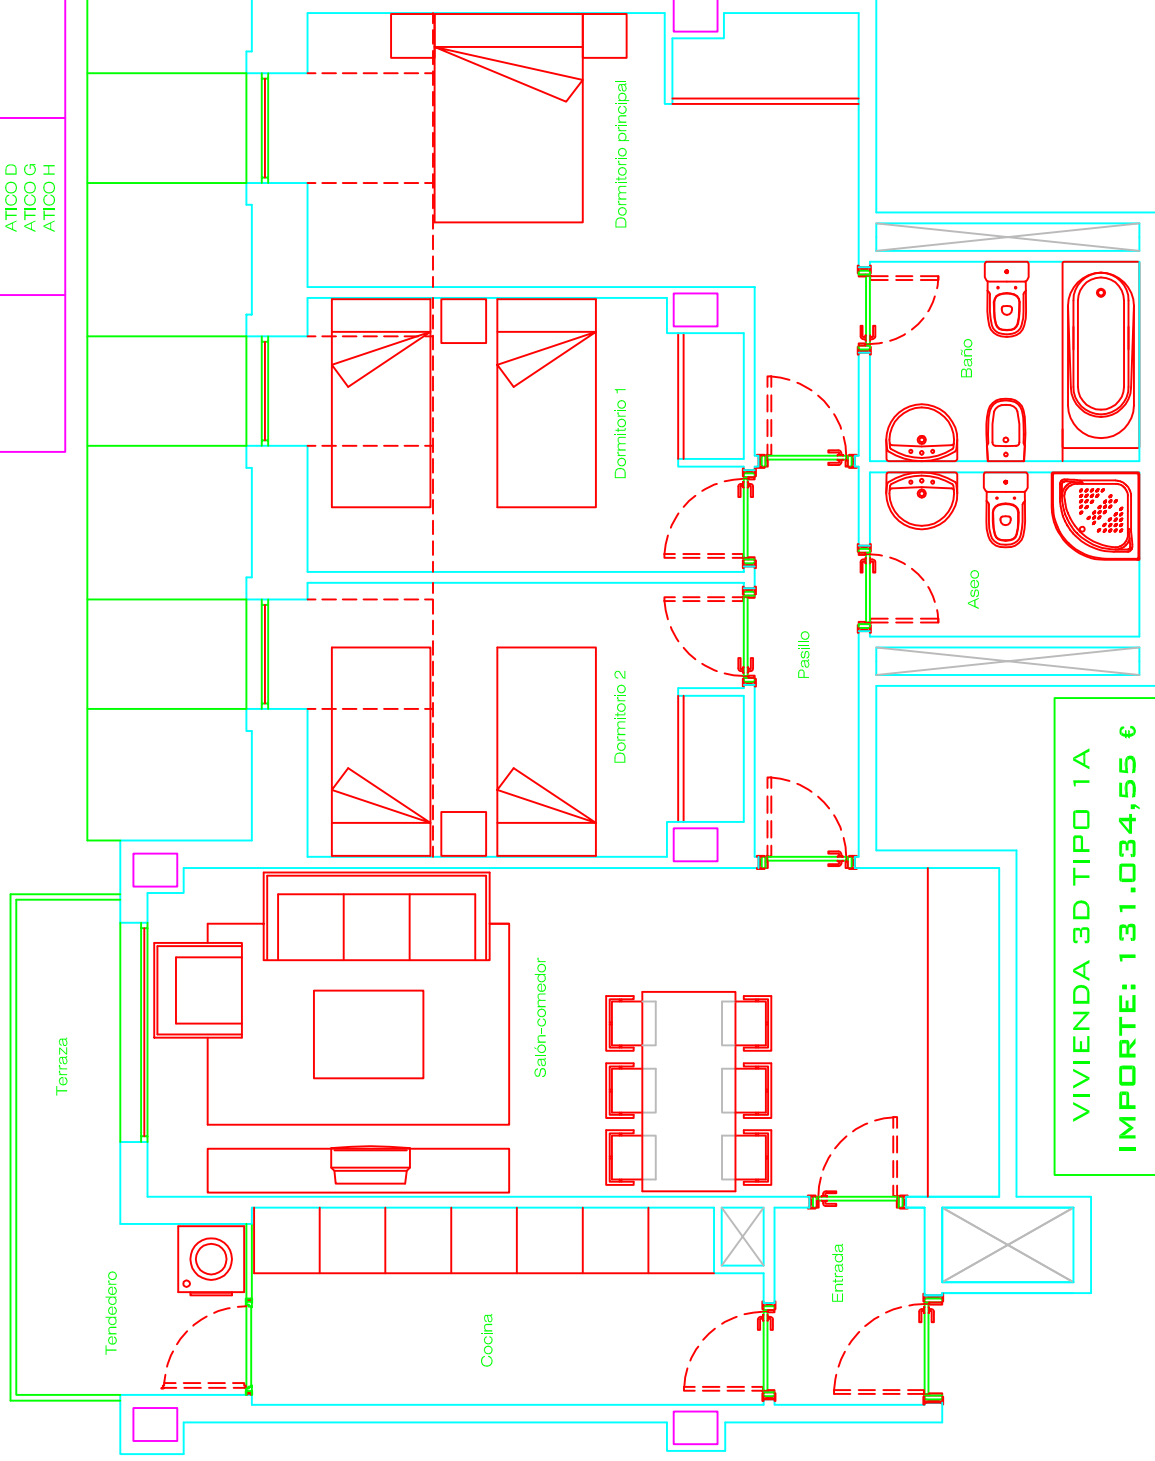 ATICO D
ATICO G
ATICO H
Dormitorio principal
Dormitorio 1
Dormitorio 2
Baño
Aseo
Pasillo
VIVIENDA 3D TIPO 1A
IMPORTE: 131.034,55 €
Terraza
Salón-comedor
Tendedero
Cocina
Entrada